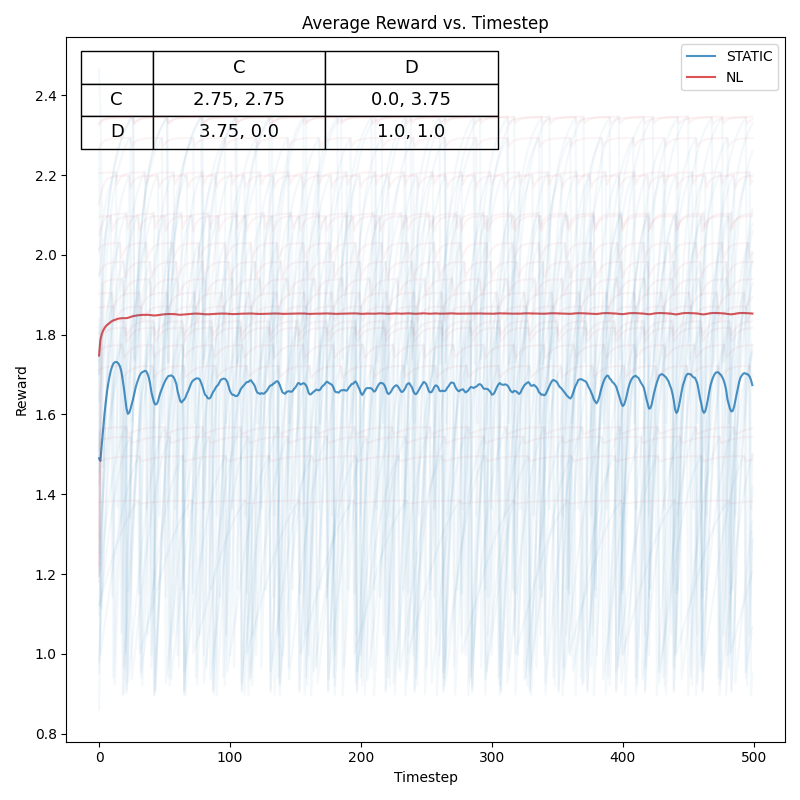 Average Reward vs. Timestep
C D
C 2.75, 2.75 0.0, 3.75
D 3.75, 0.0 1.0, 1.0
STATIC
NL
Reward
2.4
2.2
2.0
1.8
1.6
1.4
1.2
1.0
0.8
0 100 200 300 400 500
Timestep